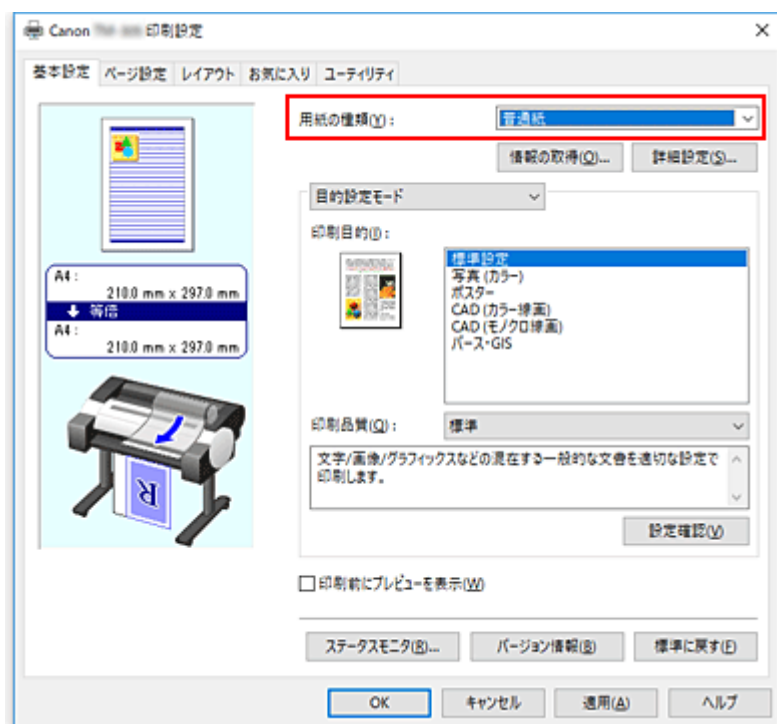 Canon 印刷設定
基本設定 ページ設定 レイアウト お気に入り ユーティリティ
用紙の種類(Y): 普通紙
情報の取得(O)... 詳細設定(S)...
目的設定モード
印刷目的(I):
標準設定
写真 (カラー)
ポスター
CAD (カラー線画)
CAD (モノクロ線画)
パース・GIS
A4 :
210.0 mm x 297.0 mm
等倍
A4 :
210.0 mm x 297.0 mm
印刷品質(Q): 標準
文字/画像/グラフィックスなどの混在する一般的な文書を適切な設定で
印刷します。
設定確認(V)
印刷前にプレビューを表示(W)
ステータスモニタ(R)... バージョン情報(B) 標準に戻す(F)
OK キャンセル 適用(A) ヘルプ
R